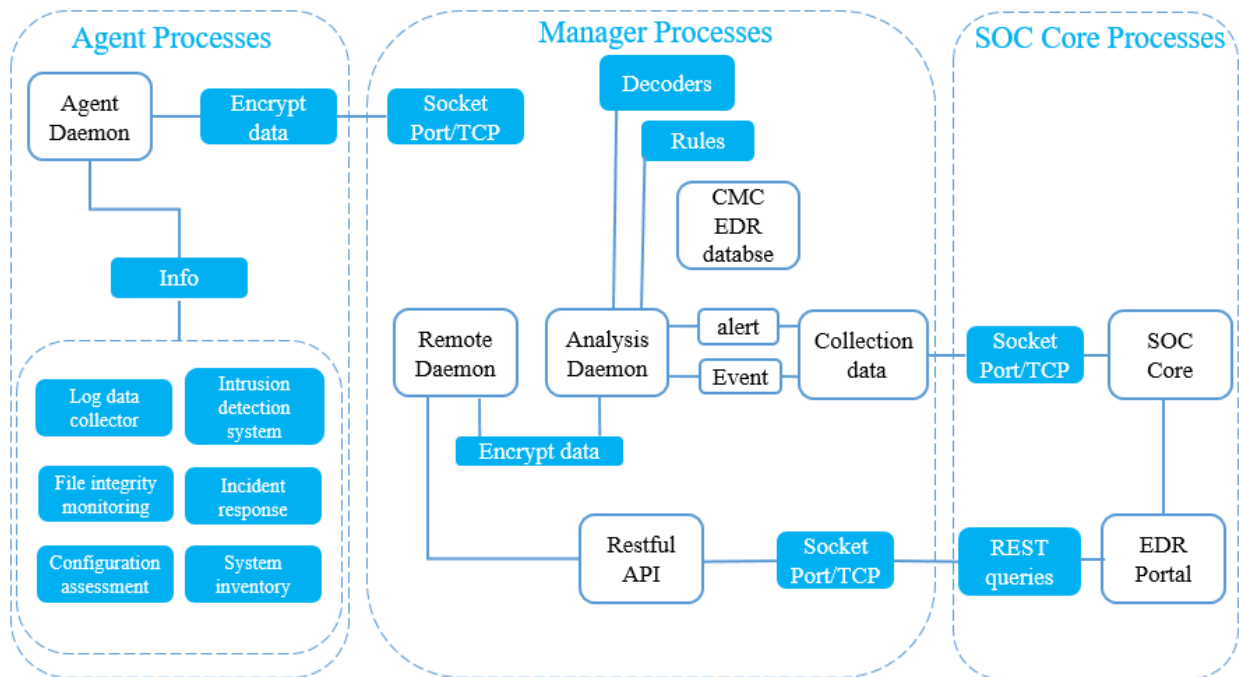 Agent Processes
Manager Processes
SOC Core Processes
Agent
Daemon
Encrypt
data
Socket
Port/TCP
Decoders
Rules
CMC
EDR
databse
Info
Remote
Daemon
Analysis
Daemon
alert
Event
Collection
data
Socket
Port/TCP
SOC
Core
Log data
collector
Intrusion
detection
system
Encrypt data
File integrity
monitoring
Incident
response
Configuration
assessment
System
inventory
Restful
API
Socket
Port/TCP
REST
queries
EDR
Portal